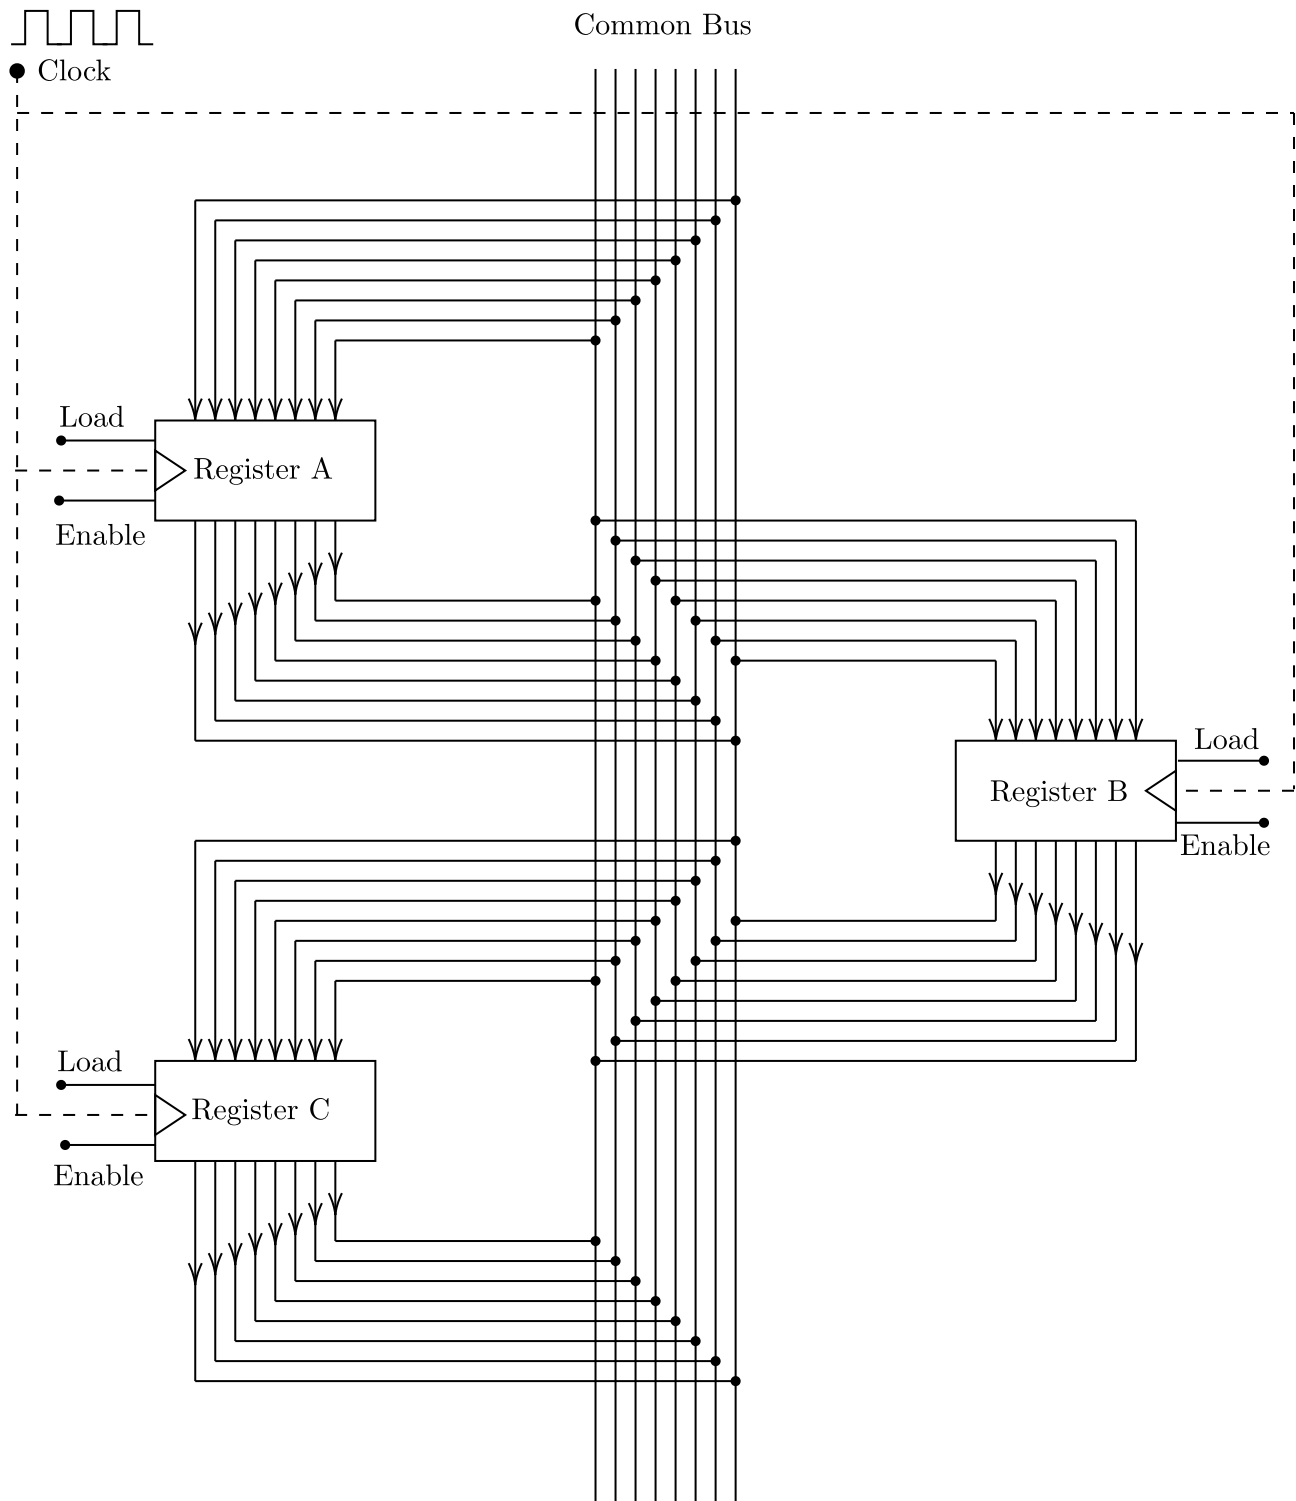 Common Bus
Clock
Load
Register A
Enable
Load
Register B
Enable
Load
Register C
Enable